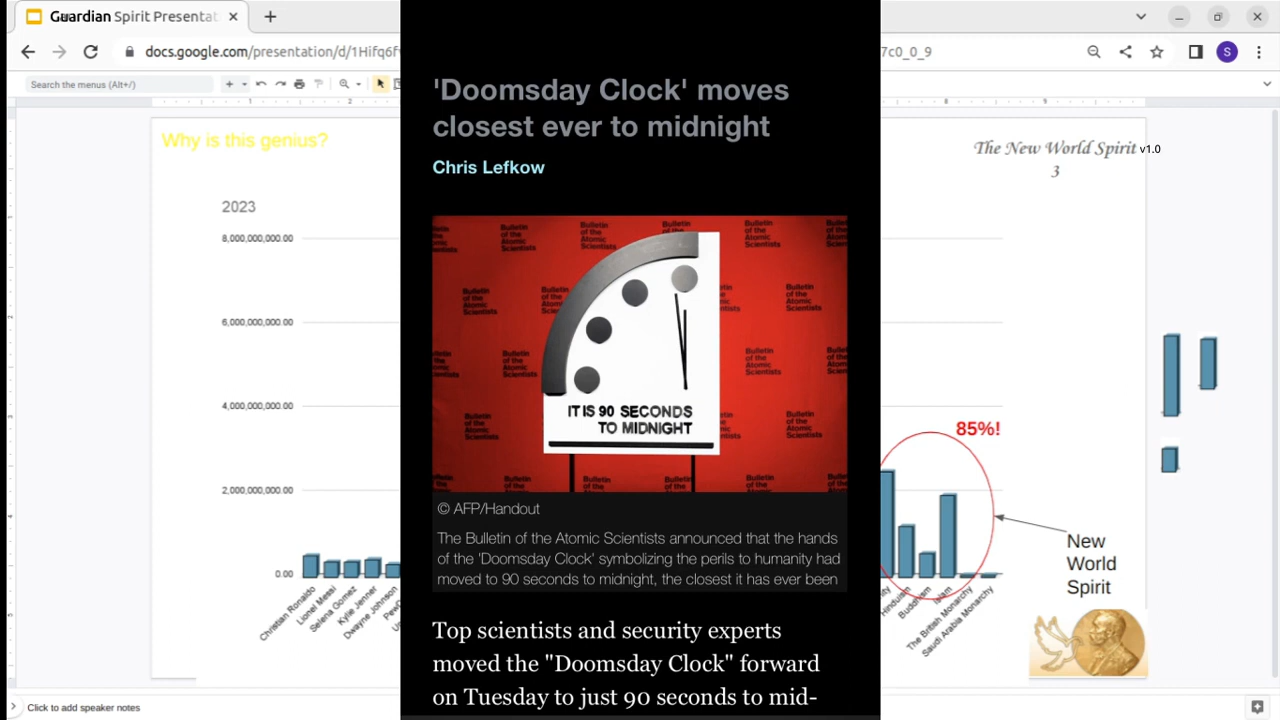 Guardian Spirit Presentat
docs.google.com/presentation/d/1Hifq6f
7c0_0_9
S
Search the menus (Alt+/)
Why is this genius?
The New World Spirit v1.0
3
2023
8,000,000,000.00
6,000,000,000.00
4,000,000,000.00
2,000,000,000.00
0.00
Christian Ronaldo
Lionel Messi
Selena Gomez
Kylie Jenner
Dwayne Johnson
'Doomsday Clock' moves
closest ever to midnight
Chris Lefkow
Bulletin
of the
Atomic
Scientists
IT IS 90 SECONDS
TO MIDNIGHT
© AFP/Handout
The Bulletin of the Atomic Scientists announced that the hands
of the 'Doomsday Clock' symbolizing the perils to humanity had
moved to 90 seconds to midnight, the closest it has ever been
Top scientists and security experts
moved the "Doomsday Clock" forward
on Tuesday to just 90 seconds to mid-
85%!
New
World
Spirit
Hinduism
Buddhism
Islam
The British Monarchy
Saudi Arabia Monarchy
Click to add speaker notes